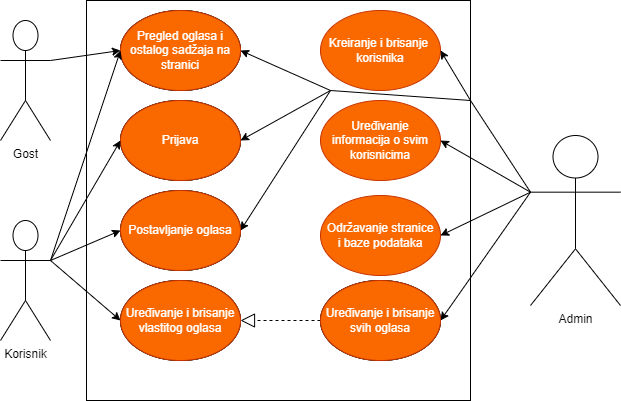 Pregled oglasa i
ostalog sadžaja na
stranici
Kreiranje i brisanje
korisnika
Gost
Prijava
Uređivanje
informacija o svim
korisnicima
Postavljanje oglasa
Održavanje stranice
i baze podataka
Uređivanje i brisanje
vlastitog oglasa
Uređivanje i brisanje
svih oglasa
Korisnik
Admin